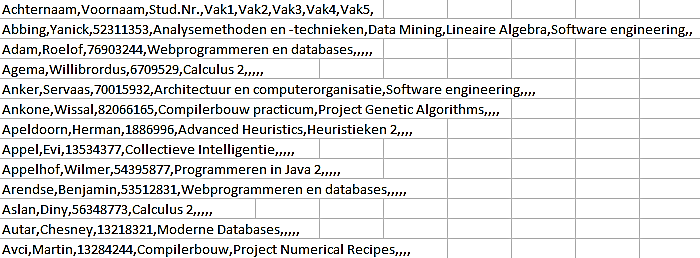 Achternaam,Voornaam,Stud.Nr.,Vak1,Vak2,Vak3,Vak4,Vak5,
Abbing,Yanick,52311353,Analysemethoden en -technieken,Data Mining,Lineaire Algebra,Software engineering,,
Adam,Roelof,76903244,Webprogrammeren en databases,,,,,
Agema,Willibrordus,6709529,Calculus 2,,,,,
Anker,Servaas,70015932,Architectuur en computerorganisatie,Software engineering,,,,
Ankone,Wissal,82066165,Compilerbouw practicum,Project Genetic Algorithms,,,,
Apeldoorn,Herman,1886996,Advanced Heuristics,Heuristieken 2,,,,
Appel,Evi,13534377,Collectieve Intelligentie,,,,,
Appelhof,Wilmer,54395877,Programmeren in Java 2,,,,,
Arendse,Benjamin,53512831,Webprogrammeren en databases,,,,,
Aslan,Diny,56348773,Calculus 2,,,,,
Autar,Chesney,13218321,Moderne Databases,,,,,
Avci,Martin,13284244,Compilerbouw,Project Numerical Recipes,,,,